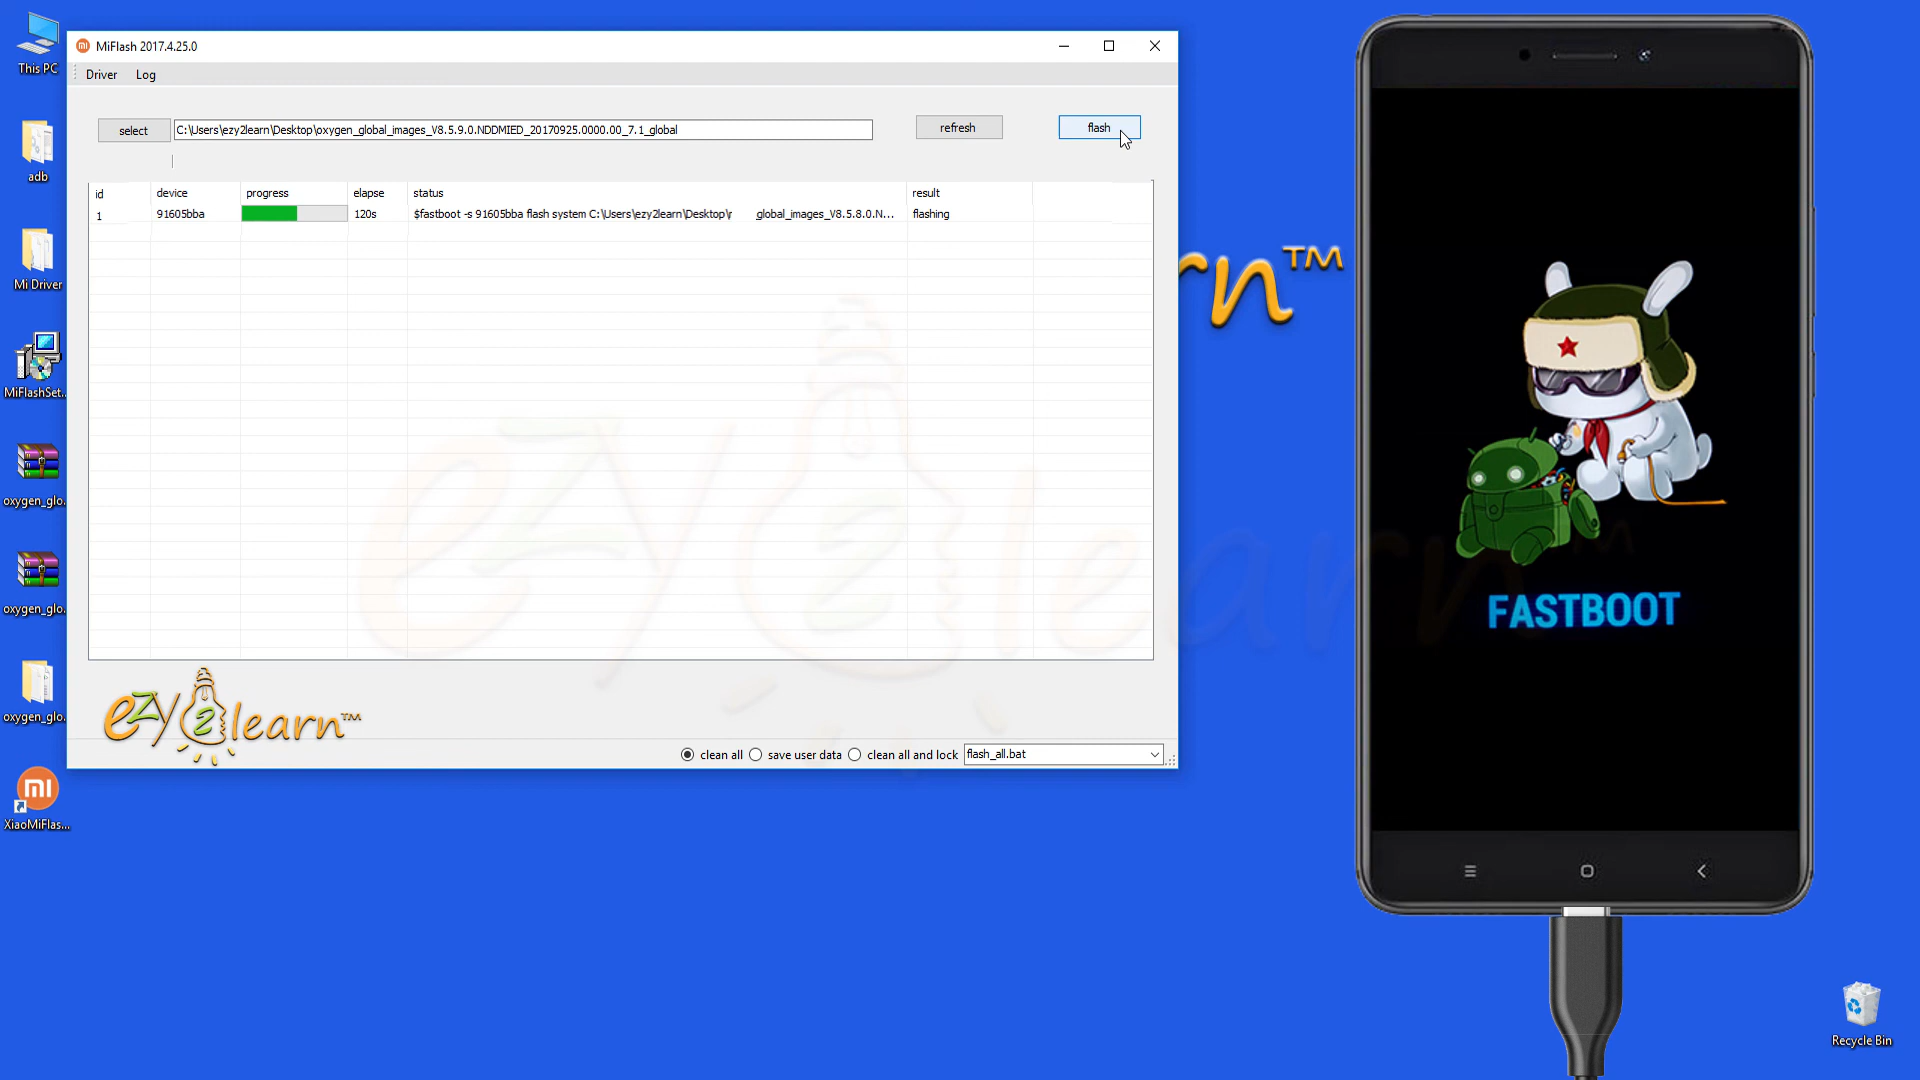 This PC
adb
Mi Driver
MiFlashSet...
oxygen_glo...
oxygen_glo...
oxygen_glo...
XiaoMiFlas...
MiFlash 2017.4.25.0
Driver Log
select C:\Users\ezy2learn\Desktop\oxygen_global_images_V8.5.9.0.NDDMIED_20170925.0000.00_7.1_global refresh flash
id device progress elapse status result
1 91605bba 120s $fastboot -s 91605bba flash system C:\Users\ezy2learn\Desktop\ global_images_V8.5.8.0.N... flashing
ezy2learn™
ezy2learn™
clean all save user data clean all and lock flash_all.bat
rn™
mi
FASTBOOT
Recycle Bin